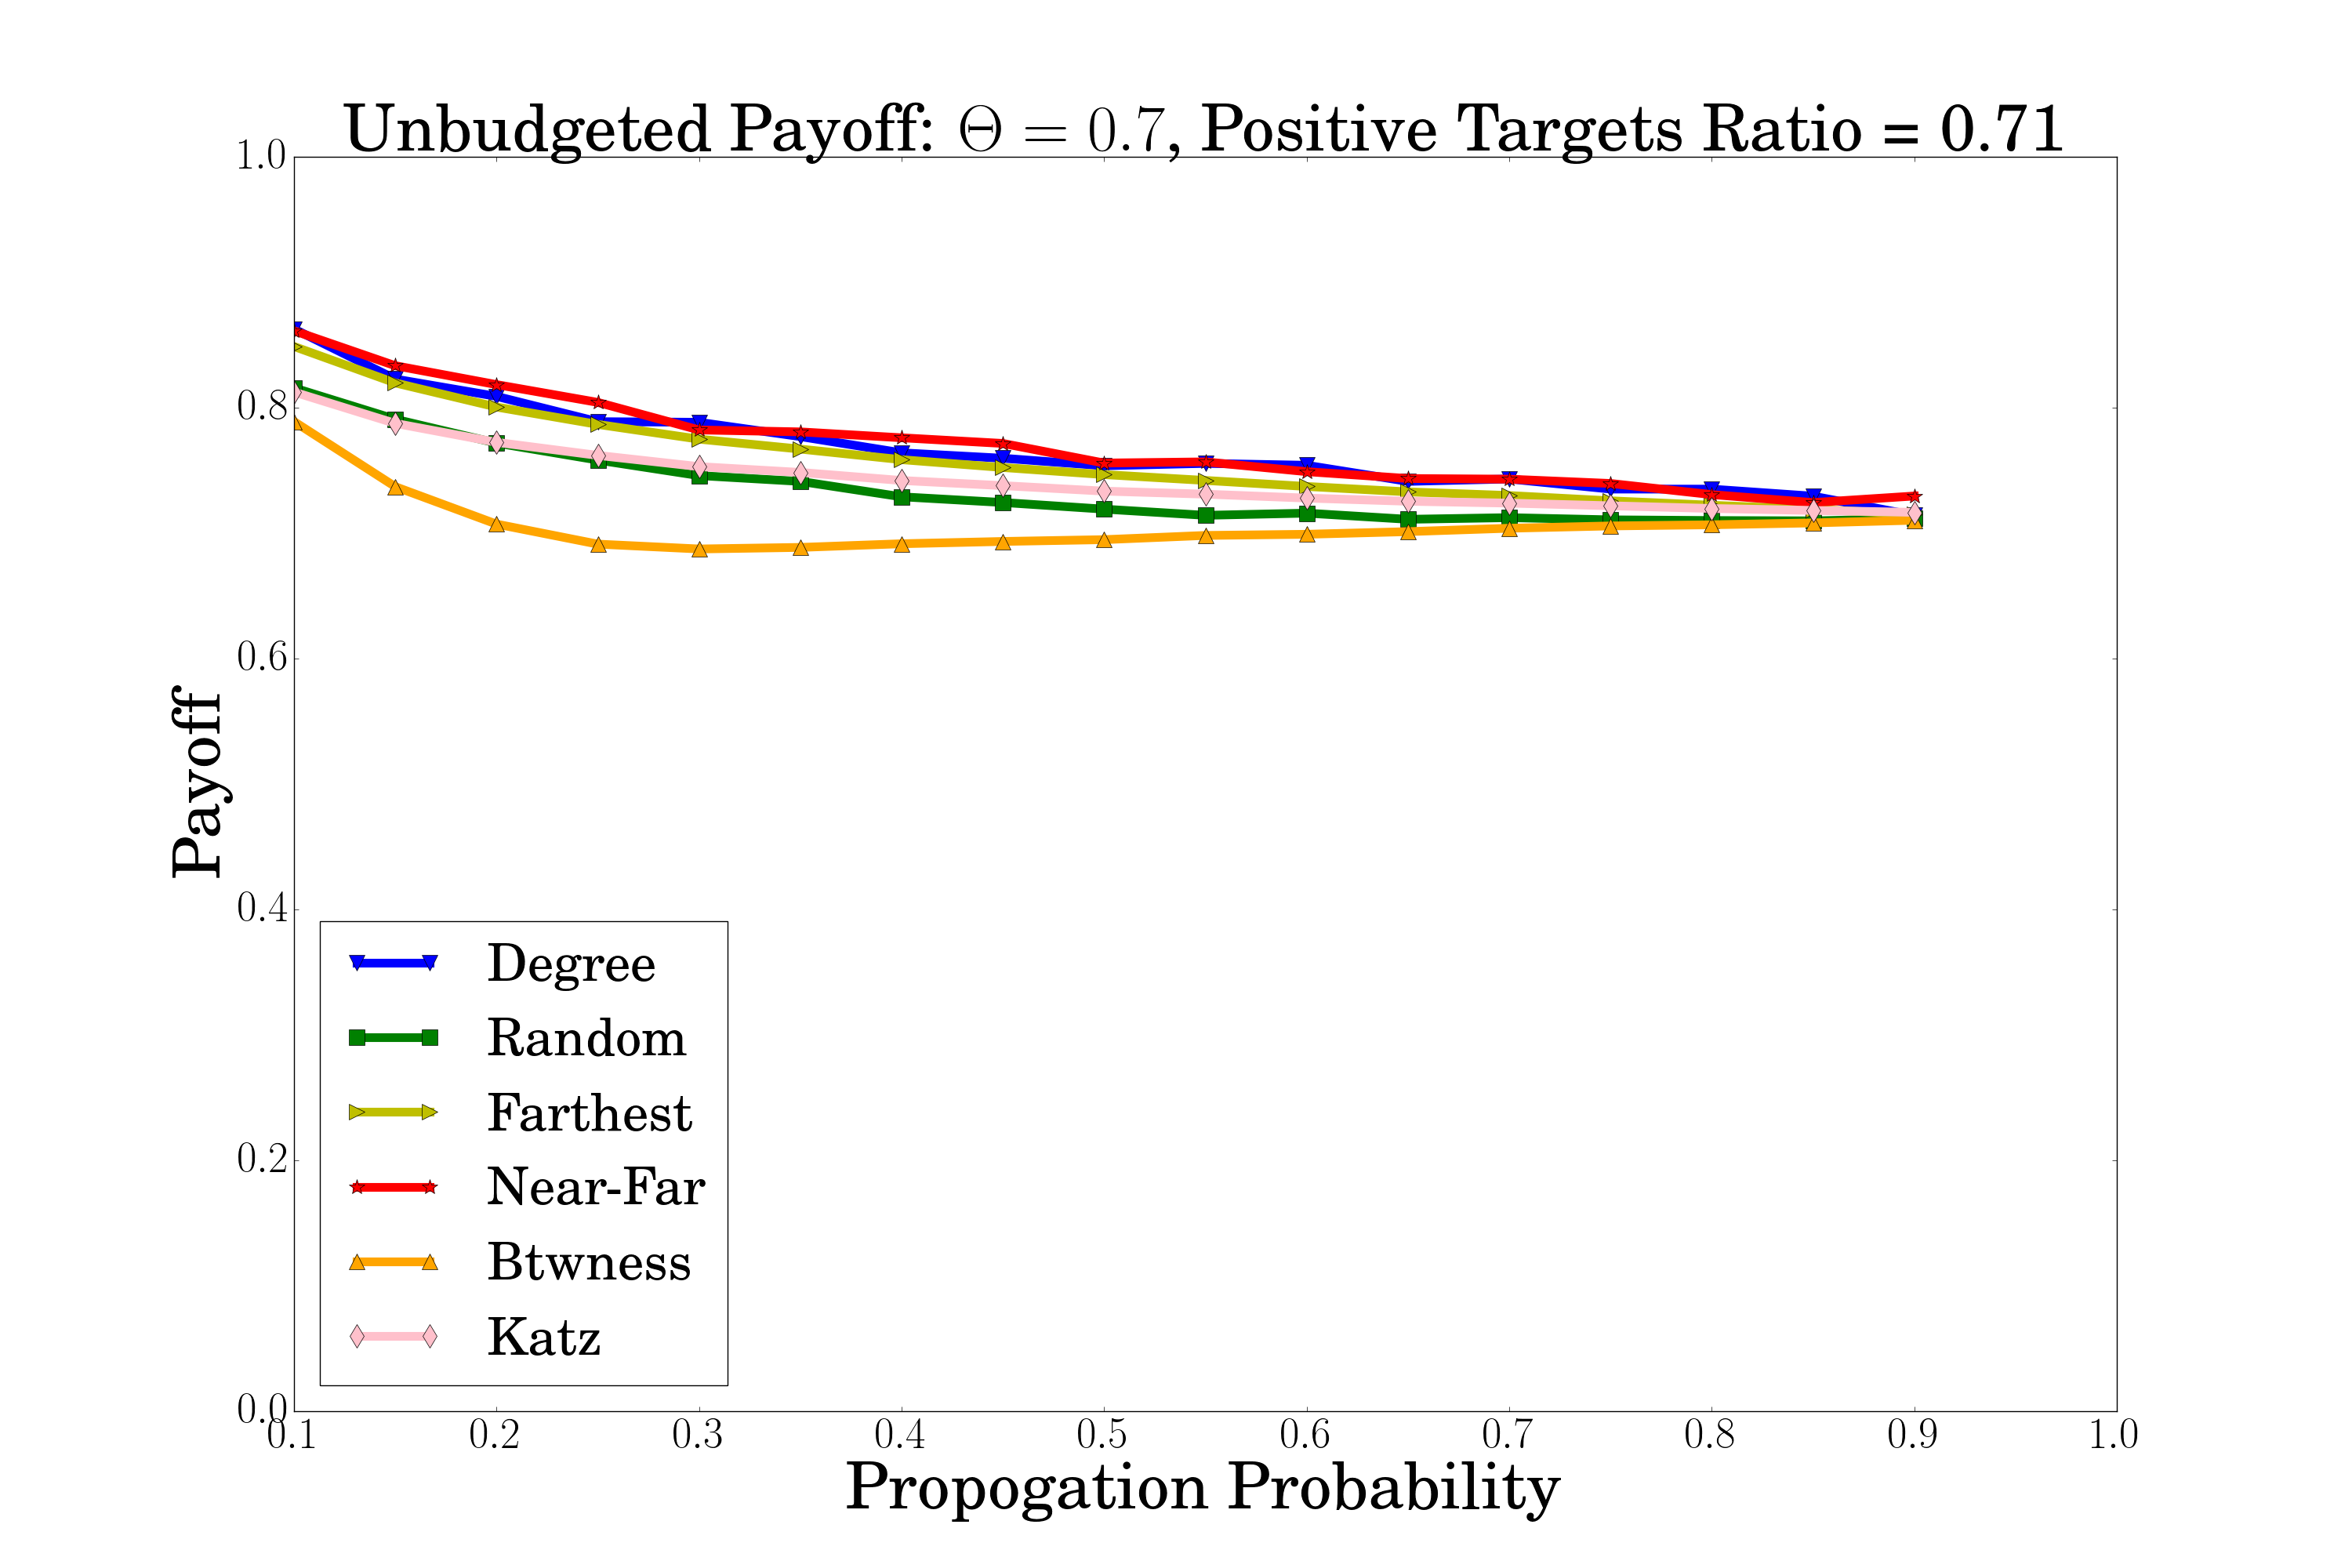 Unbudgeted Payoff: Θ = 0.7, Positive Targets Ratio = 0.71
1.0
0.8
0.6
0.4
0.2
0.0
Payoff
Degree
Random
Farthest
Near-Far
Btwness
Katz
0.1 0.2 0.3 0.4 0.5 0.6 0.7 0.8 0.9 1.0
Propogation Probability